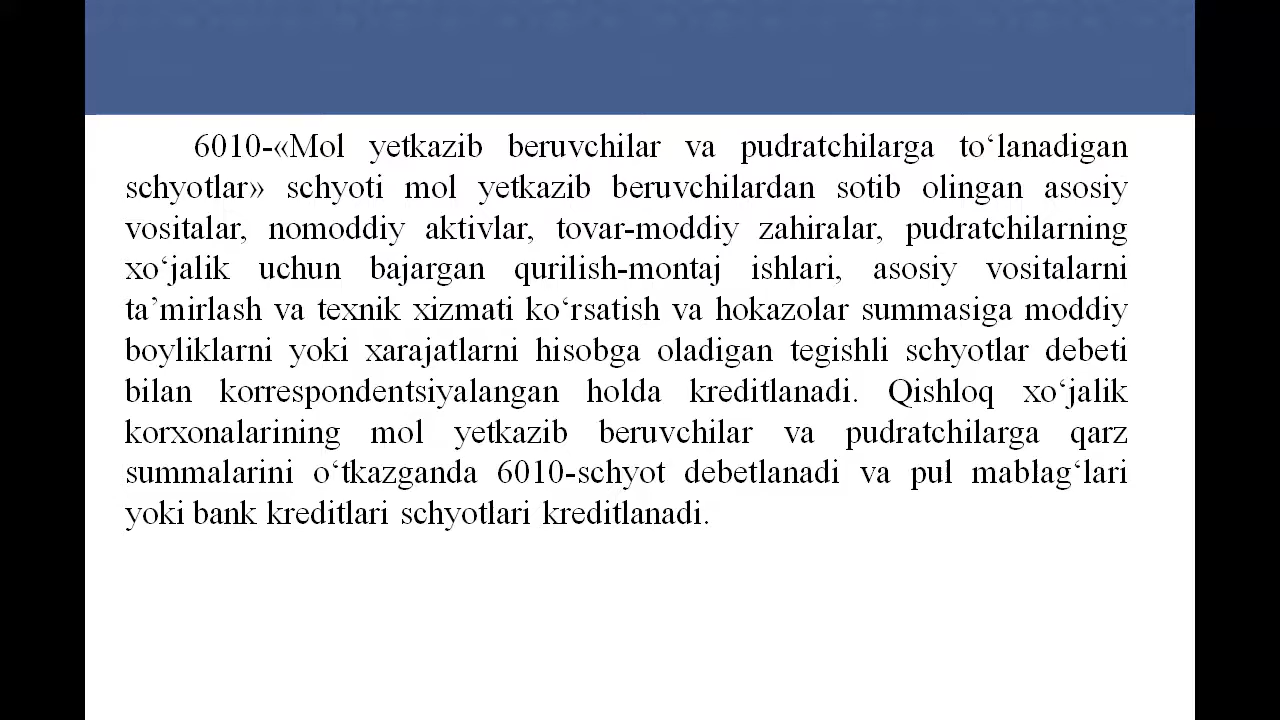 6010-«Mol yetkazib beruvchilar va pudratchilarga to‘lanadigan
schyotlar» schyoti mol yetkazib beruvchilardan sotib olingan asosiy
vositalar, nomoddiy aktivlar, tovar-moddiy zahiralar, pudratchilarning
xo‘jalik uchun bajargan qurilish-montaj ishlari, asosiy vositalarni
ta’mirlash va texnik xizmati ko‘rsatish va hokazolar summasiga moddiy
boyliklarni yoki xarajatlarni hisobga oladigan tegishli schyotlar debeti
bilan korrespondentsiyalangan holda kreditlanadi. Qishloq xo‘jalik
korxonalarining mol yetkazib beruvchilar va pudratchilarga qarz
summalarini o‘tkazganda 6010-schyot debetlanadi va pul mablag‘lari
yoki bank kreditlari schyotlari kreditlanadi.